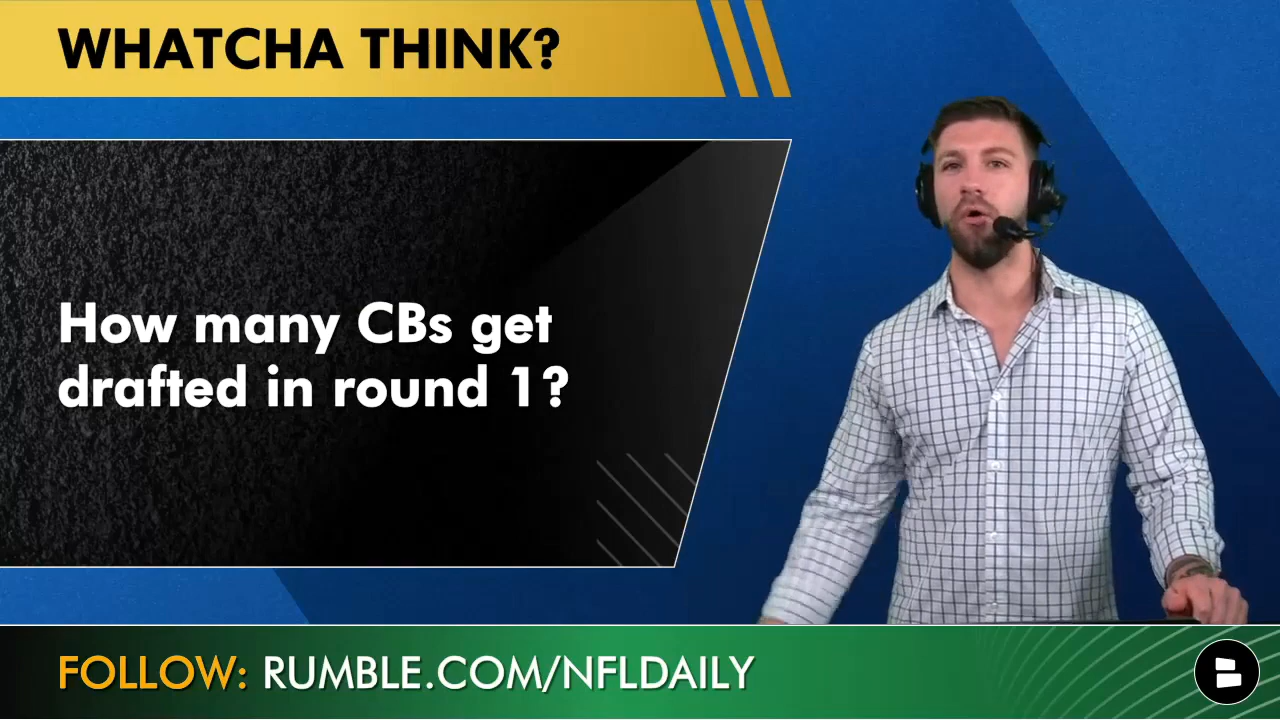 WHATCHA THINK?
How many CBs get
drafted in round 1?
FOLLOW: RUMBLE.COM/NFLDAILY